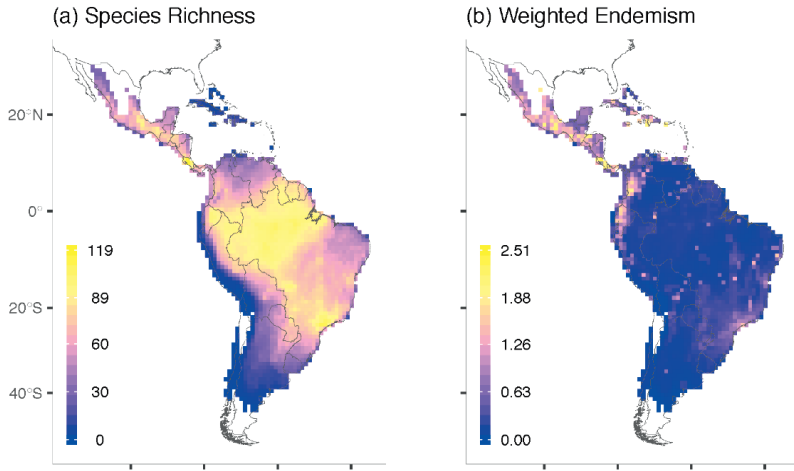 (a) Species Richness
(b) Weighted Endemism
20°N
0°
20°S
40°S
119
89
60
30
0
2.51
1.88
1.26
0.63
0.00